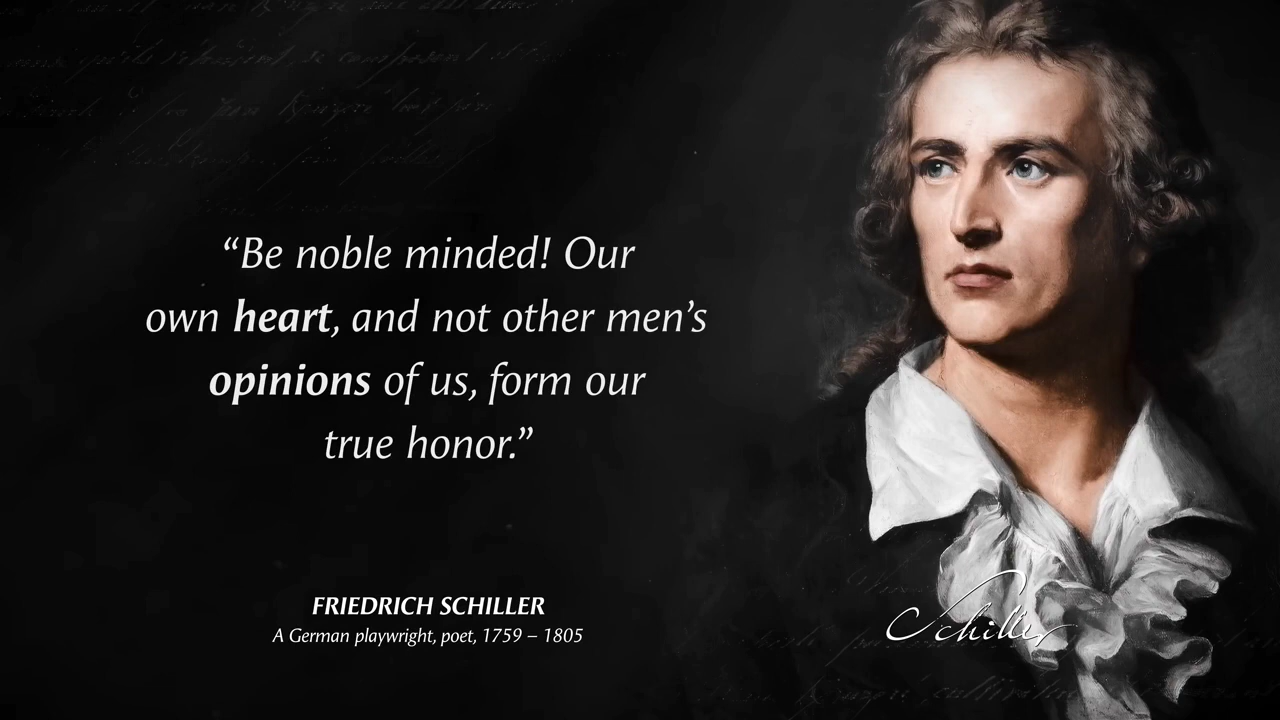 “Be noble minded! Our
own heart, and not other men’s
opinions of us, form our
true honor.”
FRIEDRICH SCHILLER
A German playwright, poet, 1759 – 1805
Schiller